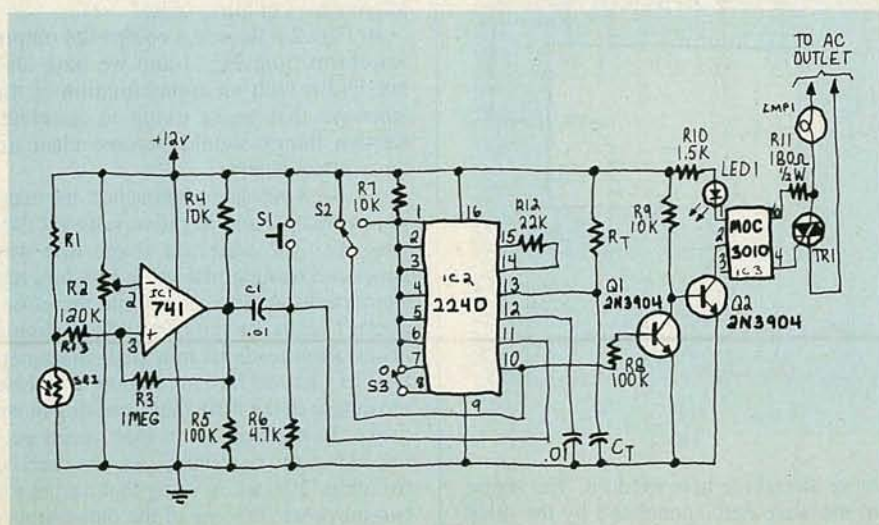 TO AC
OUTLET
LMP1
+12V
R10
1.5K
LED1
R11
180Ω
½W
R1
R4
10K
S1
S2
R7
10K
1
16
R12
22K
15
14
2
3
4
5
6
7
8
IC2
2240
13
12
11
10
9
RT
R9
10K
1
2
3
6
4
MOC
3010
IC3
TR1
R2
2
IC1
741
3
C1
.01
120K
R3
1MEG
R5
100K
R6
4.7K
S3
Q1
2N3904
Q2
2N3904
R8
100K
.01
CT